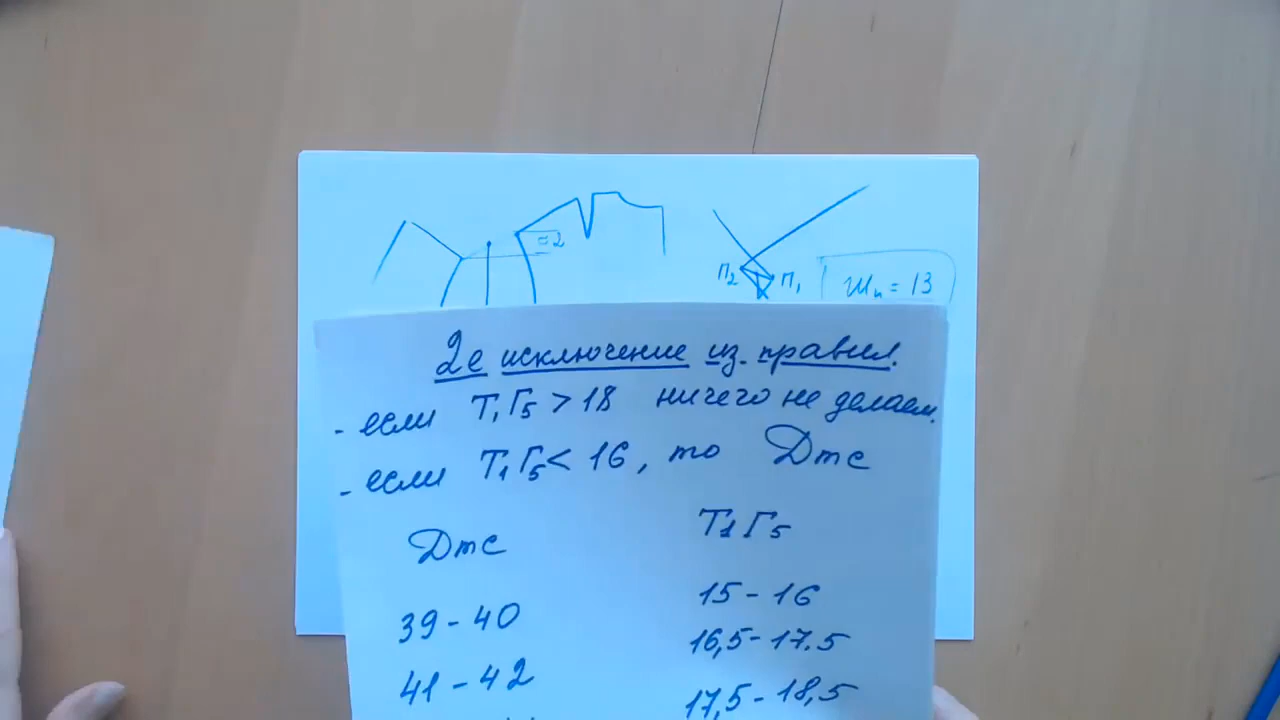 ≈2
П₂ П₁ Шп = 13
2е исключение из правил.
- если Т₁Г₅ > 18 ничего не делаем.
- если Т₁Г₅ < 16, то Дтс
Дтс Т₁Г₅
39 - 40 15 - 16
41 - 42 16,5 - 17.5
17,5 - 18,5